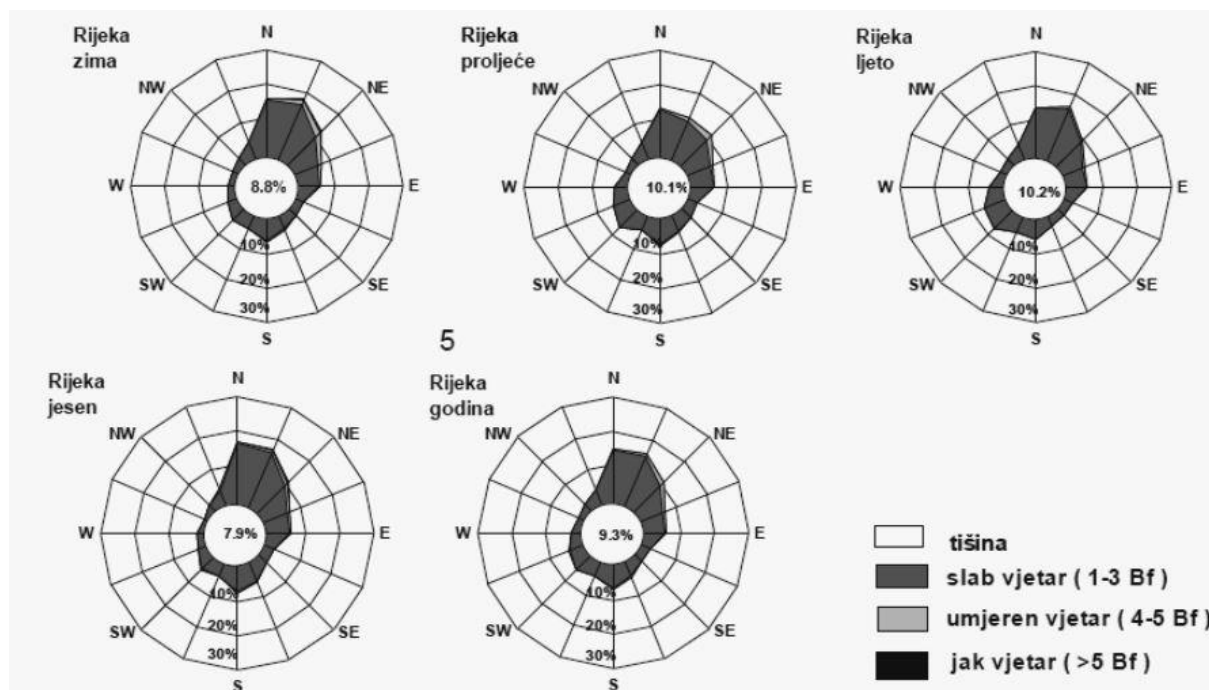 Rijeka
zima
N
NE
E
SE
S
SW
W
NW
8.8%
10%
20%
30%
Rijeka
proljeće
N
NE
E
SE
S
SW
W
NW
10.1%
10%
20%
30%
Rijeka
ljeto
N
NE
E
SE
S
SW
W
NW
10.2%
10%
20%
30%
5
Rijeka
jesen
N
NE
E
SE
S
SW
W
NW
7.9%
10%
20%
30%
Rijeka
godina
N
NE
E
SE
S
SW
W
NW
9.3%
10%
20%
30%
tišina
slab vjetar ( 1-3 Bf )
umjeren vjetar ( 4-5 Bf )
jak vjetar ( >5 Bf )